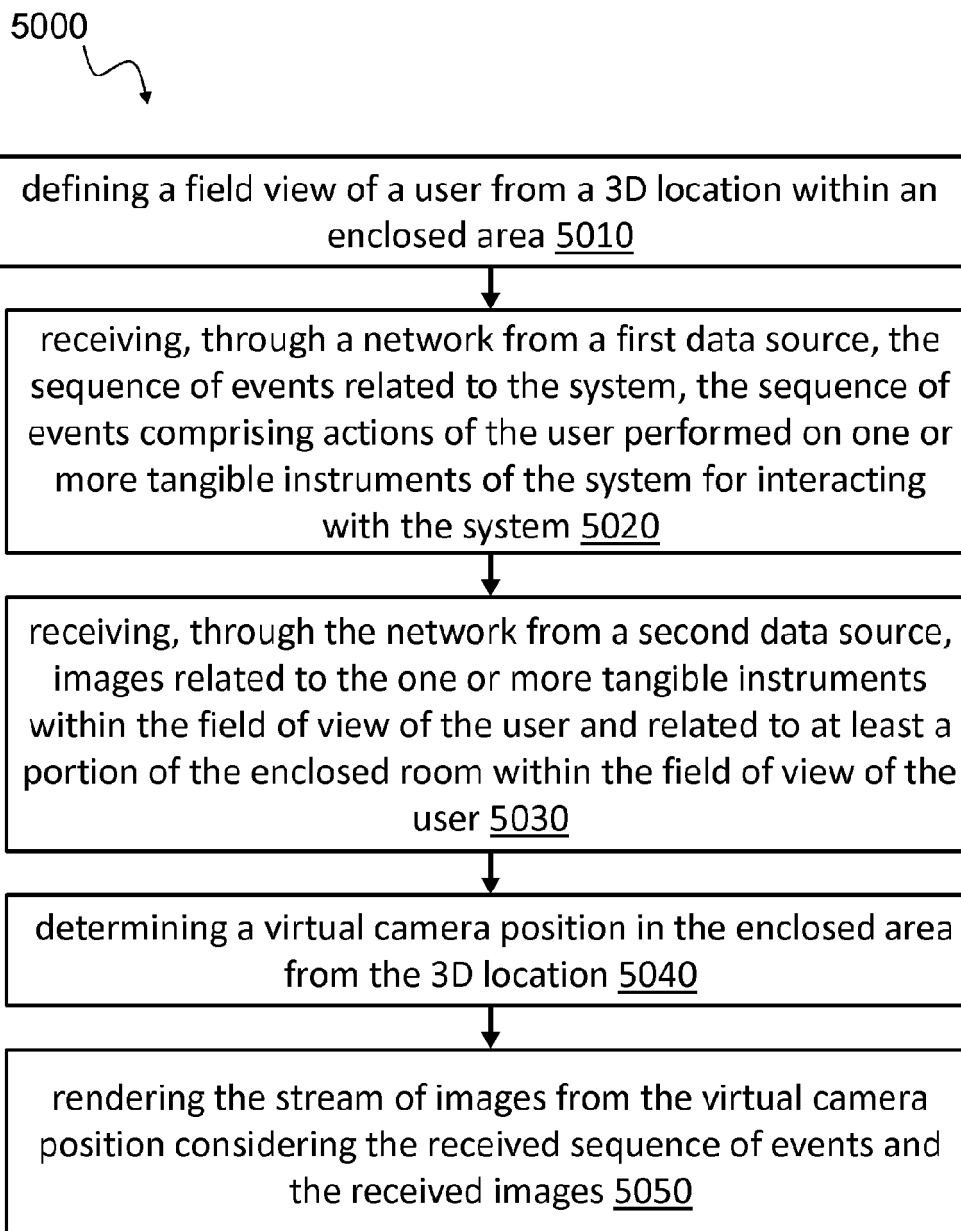 5000
defining a field view of a user from a 3D location within an
enclosed area 5010
receiving, through a network from a first data source, the
sequence of events related to the system, the sequence of
events comprising actions of the user performed on one or
more tangible instruments of the system for interacting
with the system 5020
receiving, through the network from a second data source,
images related to the one or more tangible instruments
within the field of view of the user and related to at least a
portion of the enclosed room within the field of view of the
user 5030
determining a virtual camera position in the enclosed area
from the 3D location 5040
rendering the stream of images from the virtual camera
position considering the received sequence of events and
the received images 5050